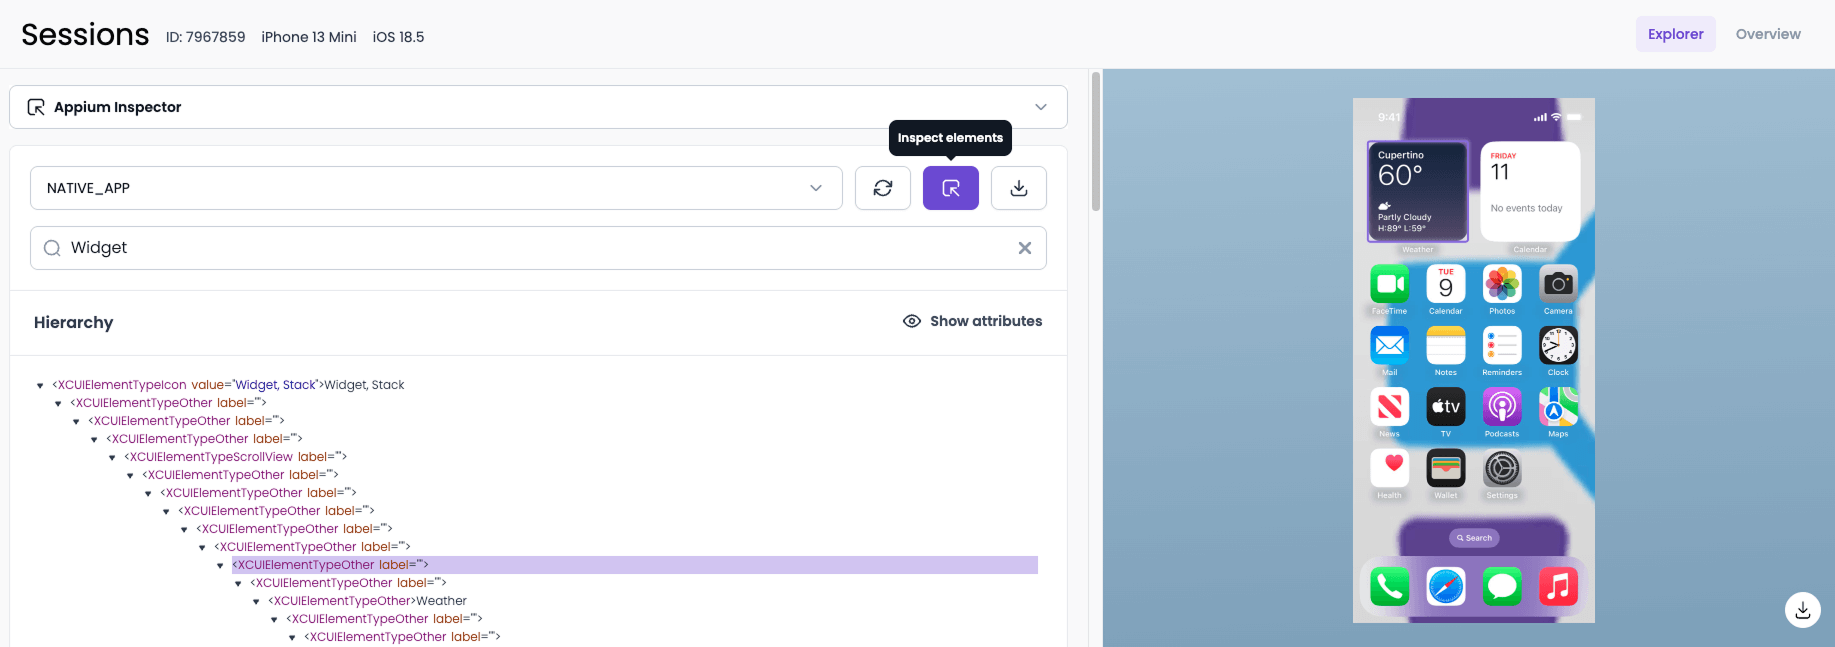 Sessions ID: 7967859 iPhone 13 Mini iOS 18.5
Explorer Overview
Appium Inspector
Inspect elements
NATIVE_APP
Widget
Hierarchy
Show attributes
<XCUIElementTypeIcon value="Widget, Stack">Widget, Stack
<XCUIElementTypeOther label="">
<XCUIElementTypeOther label="">
<XCUIElementTypeOther label="">
<XCUIElementTypeScrollView label="">
<XCUIElementTypeOther label="">
<XCUIElementTypeOther label="">
<XCUIElementTypeOther label="">
<XCUIElementTypeOther label="">
<XCUIElementTypeOther label="">
<XCUIElementTypeOther label="">
<XCUIElementTypeOther label="">
<XCUIElementTypeOther>Weather
<XCUIElementTypeOther label="">
<XCUIElementTypeOther label="">
9:41
Cupertino
60°
Partly Cloudy
H:89° L:59°
Weather
FRIDAY
11
No events today
Calendar
TUE
9
FaceTime Calendar Photos Camera
Mail Notes Reminders Clock
tv
News TV Podcasts Maps
Health Wallet Settings
Search